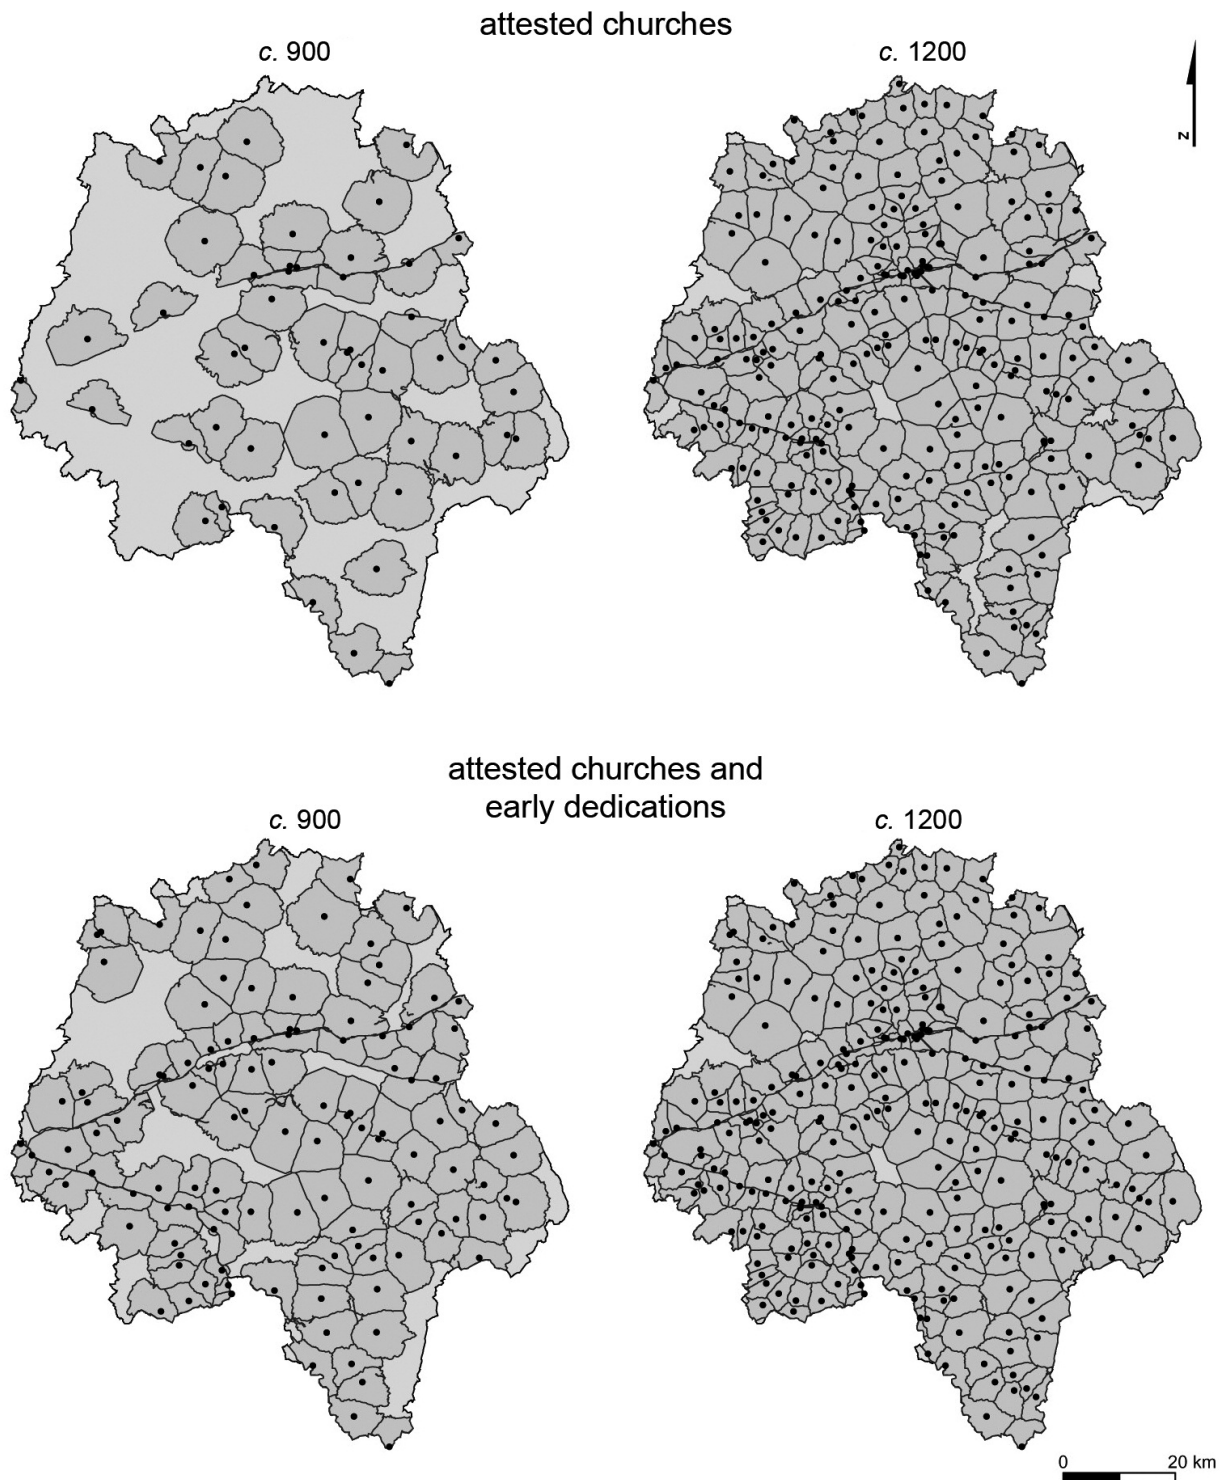 attested churches
c. 900
c. 1200
z
attested churches and
early dedications
c. 900
c. 1200
0 20 km